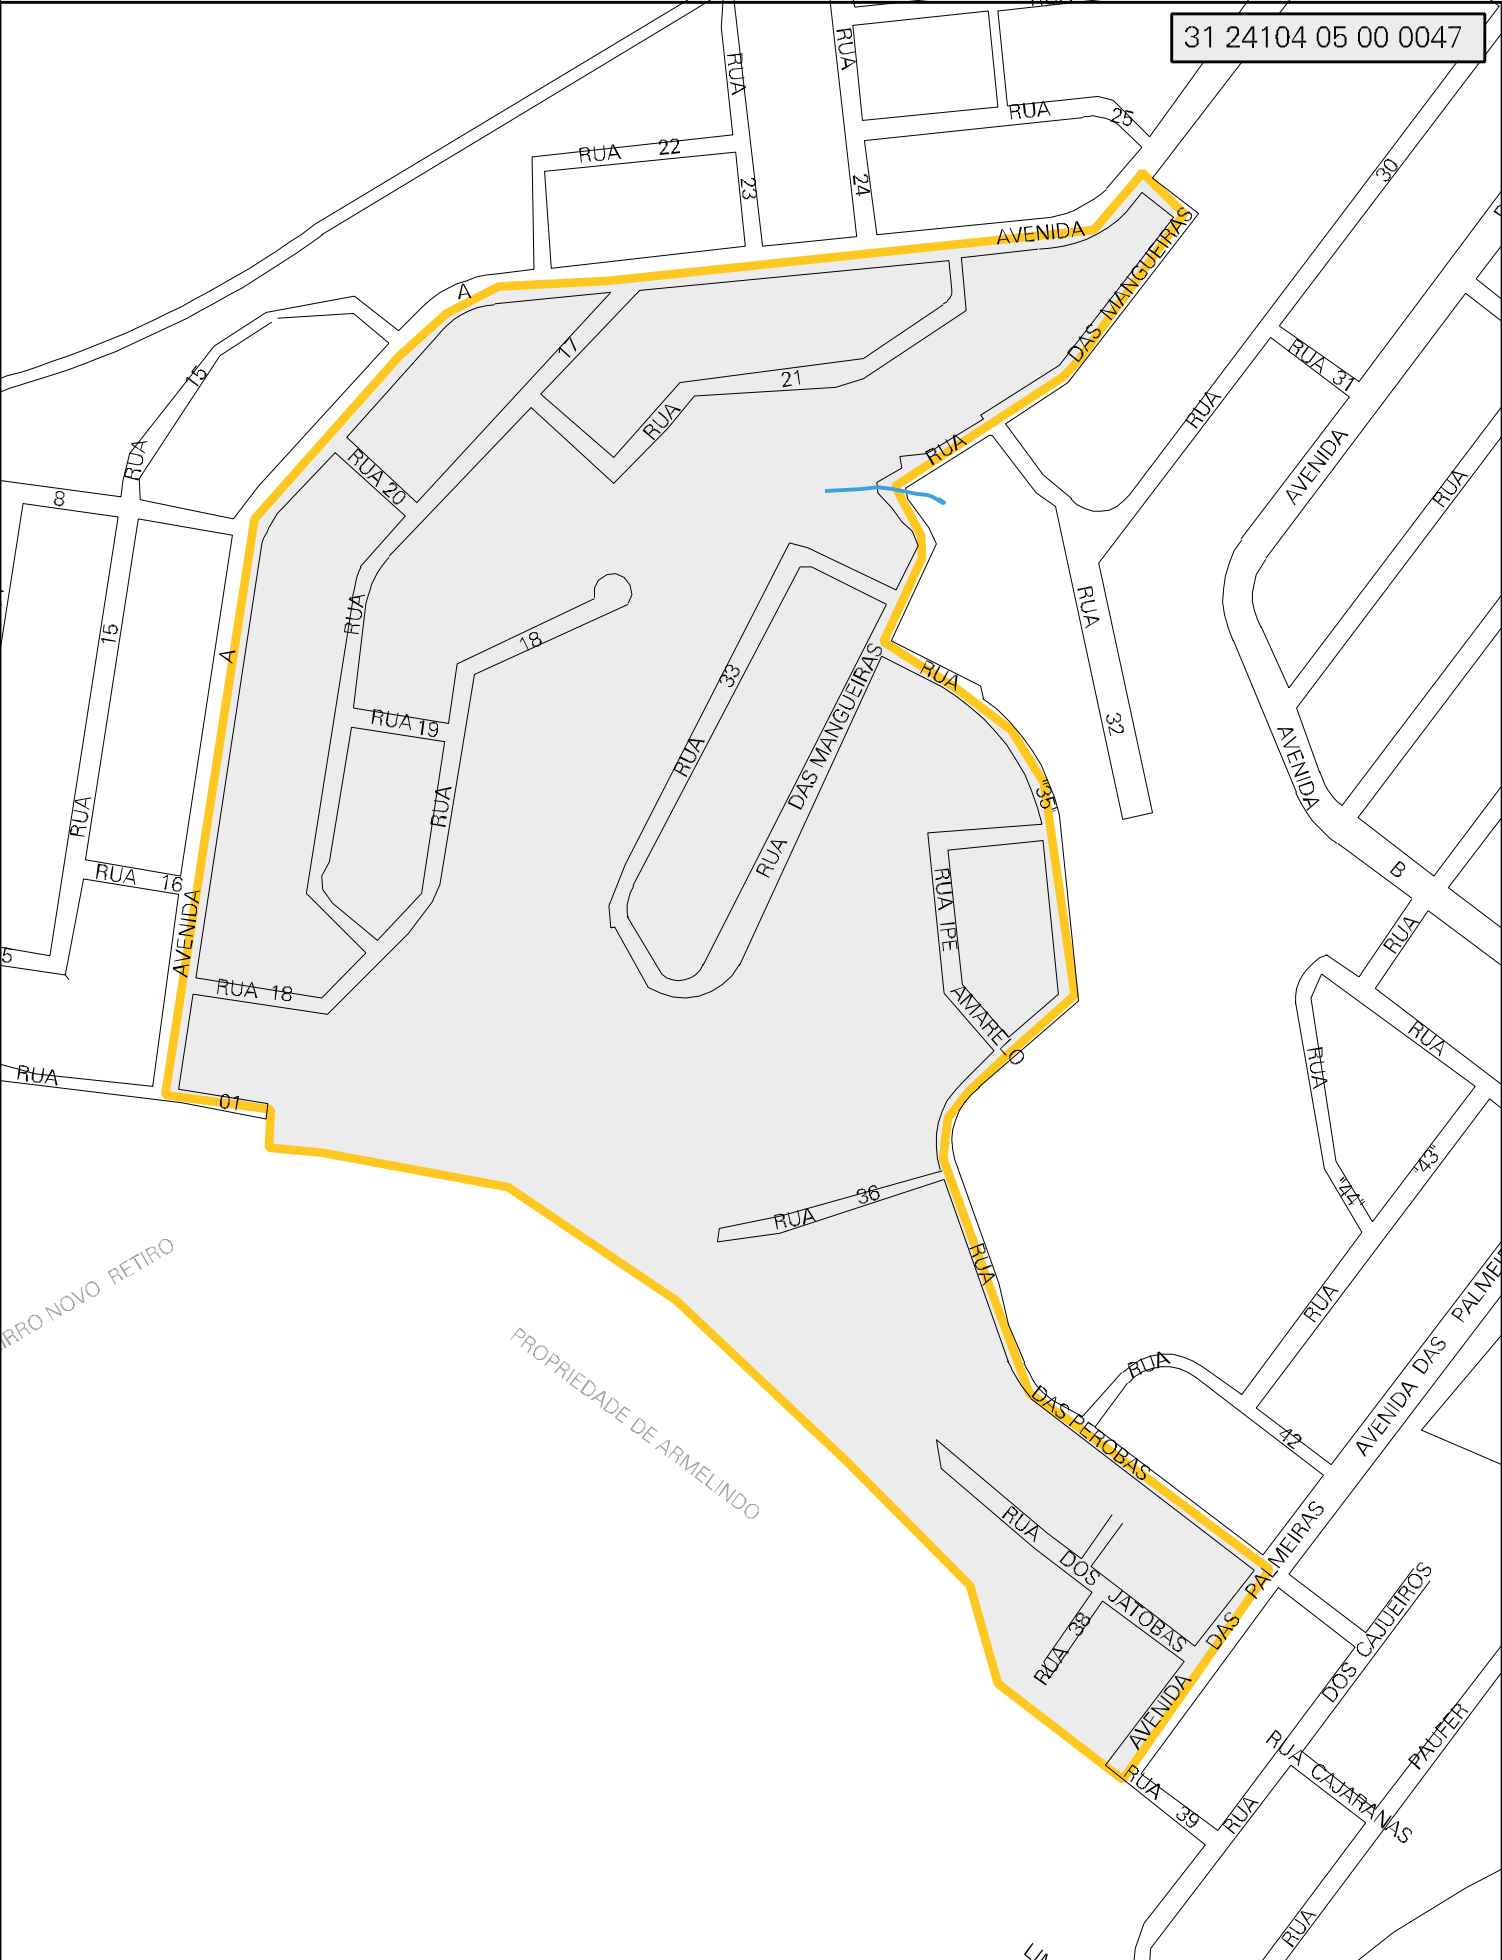 31 24104 05 00 0047
RUA
RUA
RUA 25
RUA 22
23
24
30
AVENIDA
A
DAS MANGUEIRAS
17
15
21
RUA
RUA 31
RUA
RUA
RUA
AVENIDA
RUA
8
RUA 20
RUA
RUA
18
15
A
33
RUA
RUA 19
RUA
RUA
RUA
RUA DAS MANGUEIRAS
32
AVENIDA
"35"
B
RUA 16
AVENIDA
RUA IPE
AMARELO
RUA
5
RUA 18
RUA
RUA
RUA
01
"43"
"44"
RUA 36
RUA
RUA
NOVO RETIRO
PROPRIEDADE DE ARMELINDO
AVENIDA DAS
RUA
DAS PEROBAS
42
RUA DOS JATOBAS
RUA 38
AVENIDA DAS PALMEIRAS
DOS CAJUEIROS
RUA CAJARANAS
PAUFER
RUA 39
RUA
RUA